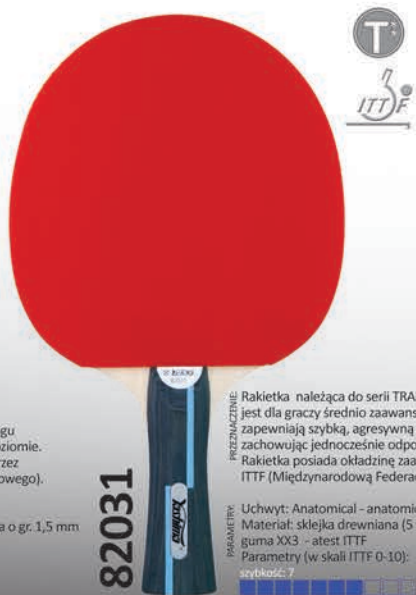 T
ITTF
gu
ziomie.
rzez
owego).
a o gr. 1,5 mm
82031
PRZEZNACZENIE:
Rakietka należąca do serii TRA
jest dla graczy średnio zaawans
zapewniają szybką, agresywną
zachowując jednocześnie odpo
Rakietka posiada okładzinę zaa
ITTF (Międzynarodową Federac
PARAMETRY:
Uchwyt: Anatomical - anatomic
Materiał: sklejka drewniana (5
guma XX3 - atest ITTF
Parametry (w skali ITTF 0-10):
szybkość: 7